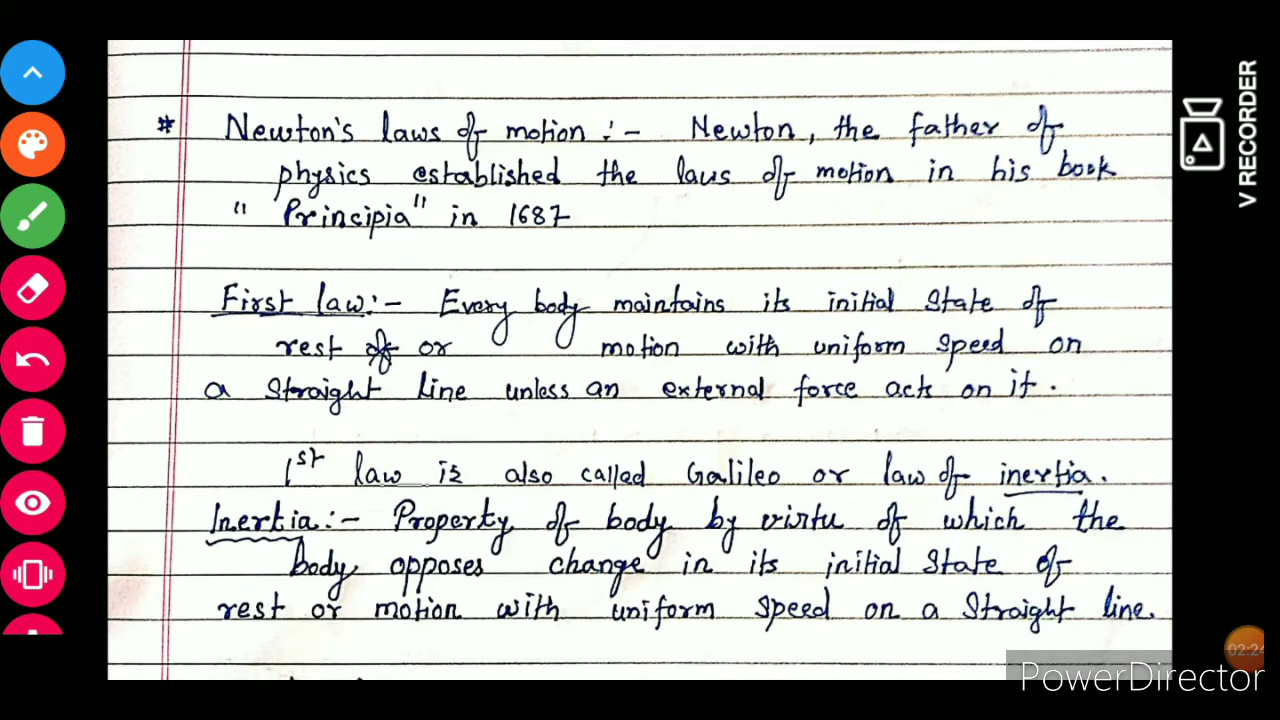 * Newton's laws of motion :- Newton, the father of
physics established the laws of motion in his book
" Principia" in 1687
First law :- Every body maintains its initial state of
rest of or motion with uniform speed on
a straight line unless an external force acts on it.
1st law is also called Galileo or law of inertia.
Inertia :- Property of body by virtu of which the
body opposes change in its initial state of
rest or motion with uniform speed on a straight line.
V RECORDER
02:24
PowerDirector